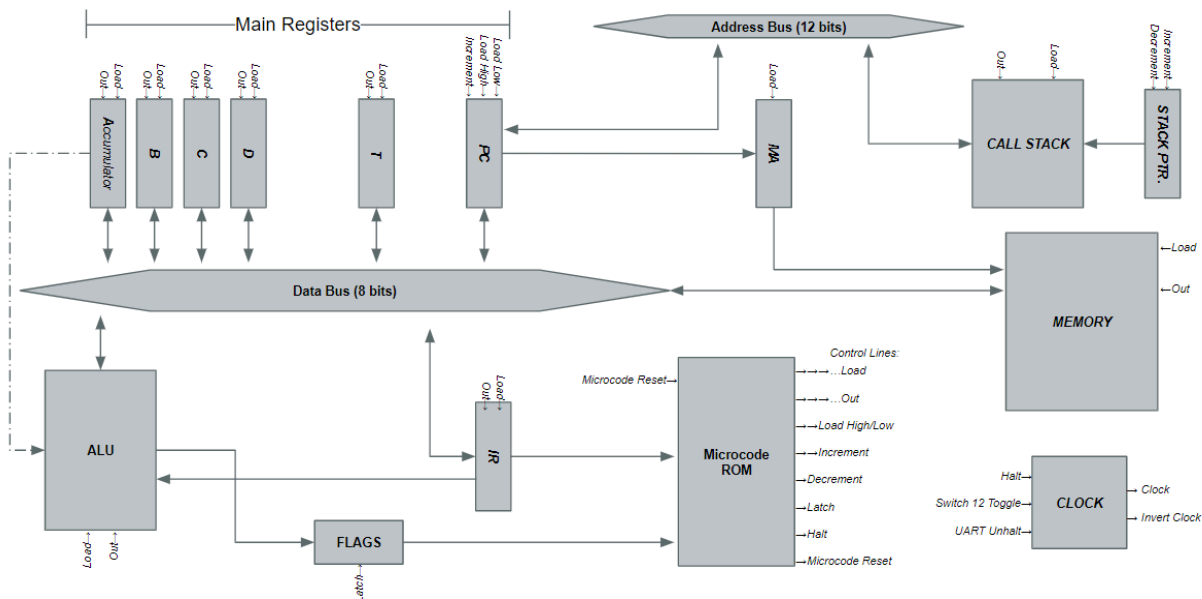 Main Registers
Address Bus (12 bits)
Load
Out
Load
Out
Load
Out
Load
Out
Load
Out
Load Low
Load High
Increment
Load
Out
Load
Increment
Decrement
Accumulator
B
C
D
T
PC
MA
CALL STACK
STACK PTR.
Data Bus (8 bits)
Load
Out
MEMORY
ALU
Load
Out
Load
Out
IR
FLAGS
Microcode Reset
Microcode
ROM
Control Lines:
→→→...Load
→→→...Out
→Load High/Low
→Increment
→Decrement
→Latch
→Halt
→Microcode Reset
Halt
Switch 12 Toggle
UART Unhalt
CLOCK
Clock
Invert Clock